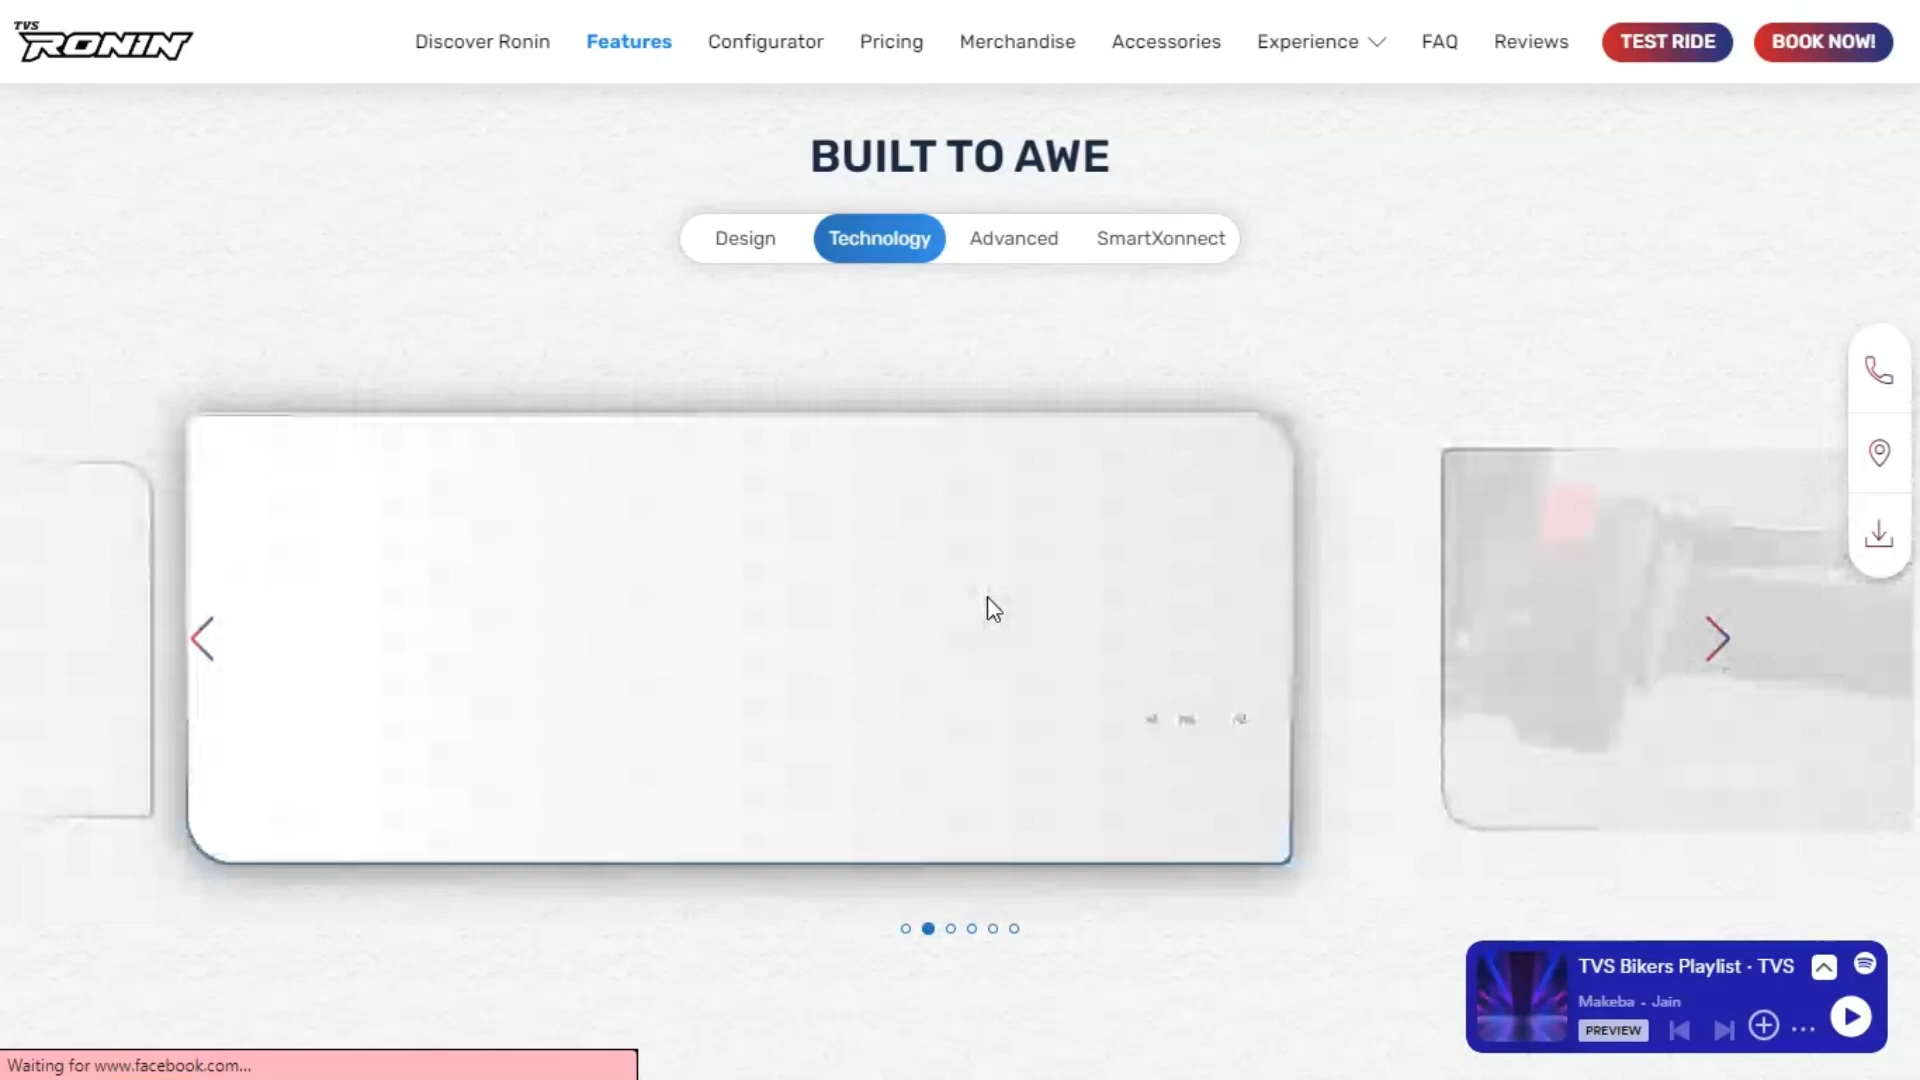 TVS
RONIN
Discover Ronin
Features
Configurator
Pricing
Merchandise
Accessories
Experience
FAQ
Reviews
TEST RIDE
BOOK NOW!
BUILT TO AWE
Design
Technology
Advanced
SmartXonnect
TVS Bikers Playlist · TVS
Makeba - Jain
PREVIEW
Waiting for www.facebook.com...